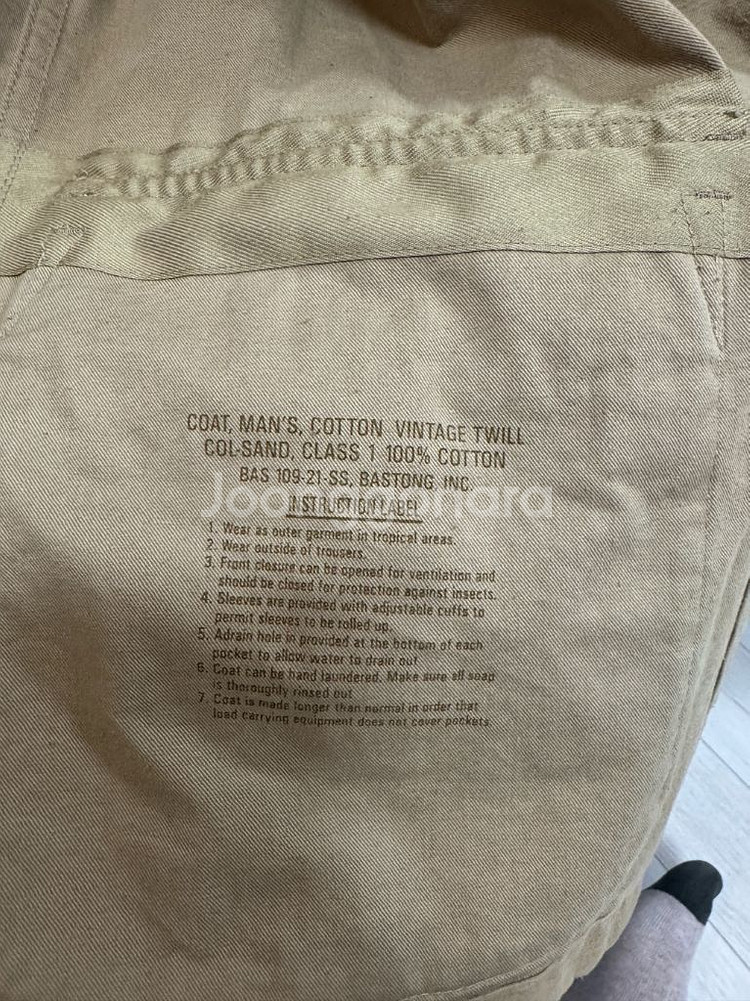 COAT, MAN'S, COTTON VINTAGE TWILL
COL-SAND, CLASS 1 100% COTTON
BAS 109-21-SS, BASTONG, INC.
INSTRUCTION LABEL
1. Wear as outer garment in tropical areas.
2. Wear outside of trousers.
3. Front closure can be opened for ventilation and
should be closed for protection against insects.
4. Sleeves are provided with adjustable cuffs to
permit sleeves to be rolled up.
5. Adrain hole in provided at the bottom of each
pocket to allow water to drain out
6. Coat can be hand laundered. Make sure all soap
is thoroughly rinsed out
7. Coat is made longer than normal in order that
load carrying equipment does not cover pockets.
Joonggonara